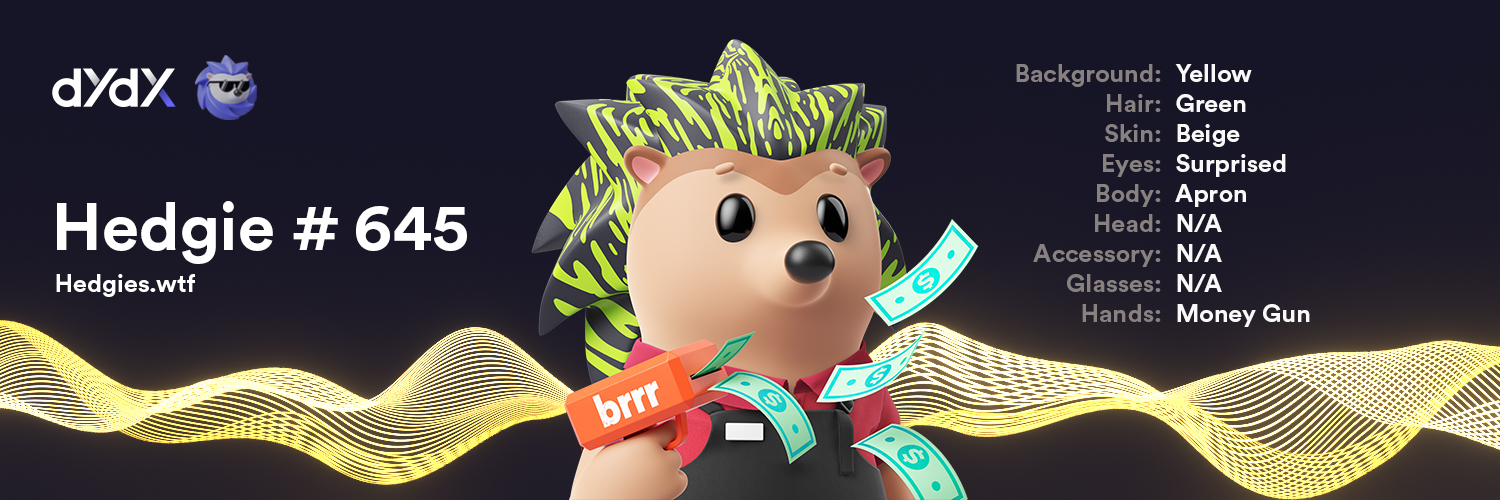 dYdX
Hedgie # 645
Hedgies.wtf
brrr
Background: Yellow
Hair: Green
Skin: Beige
Eyes: Surprised
Body: Apron
Head: N/A
Accessory: N/A
Glasses: N/A
Hands: Money Gun
$
$
$
$